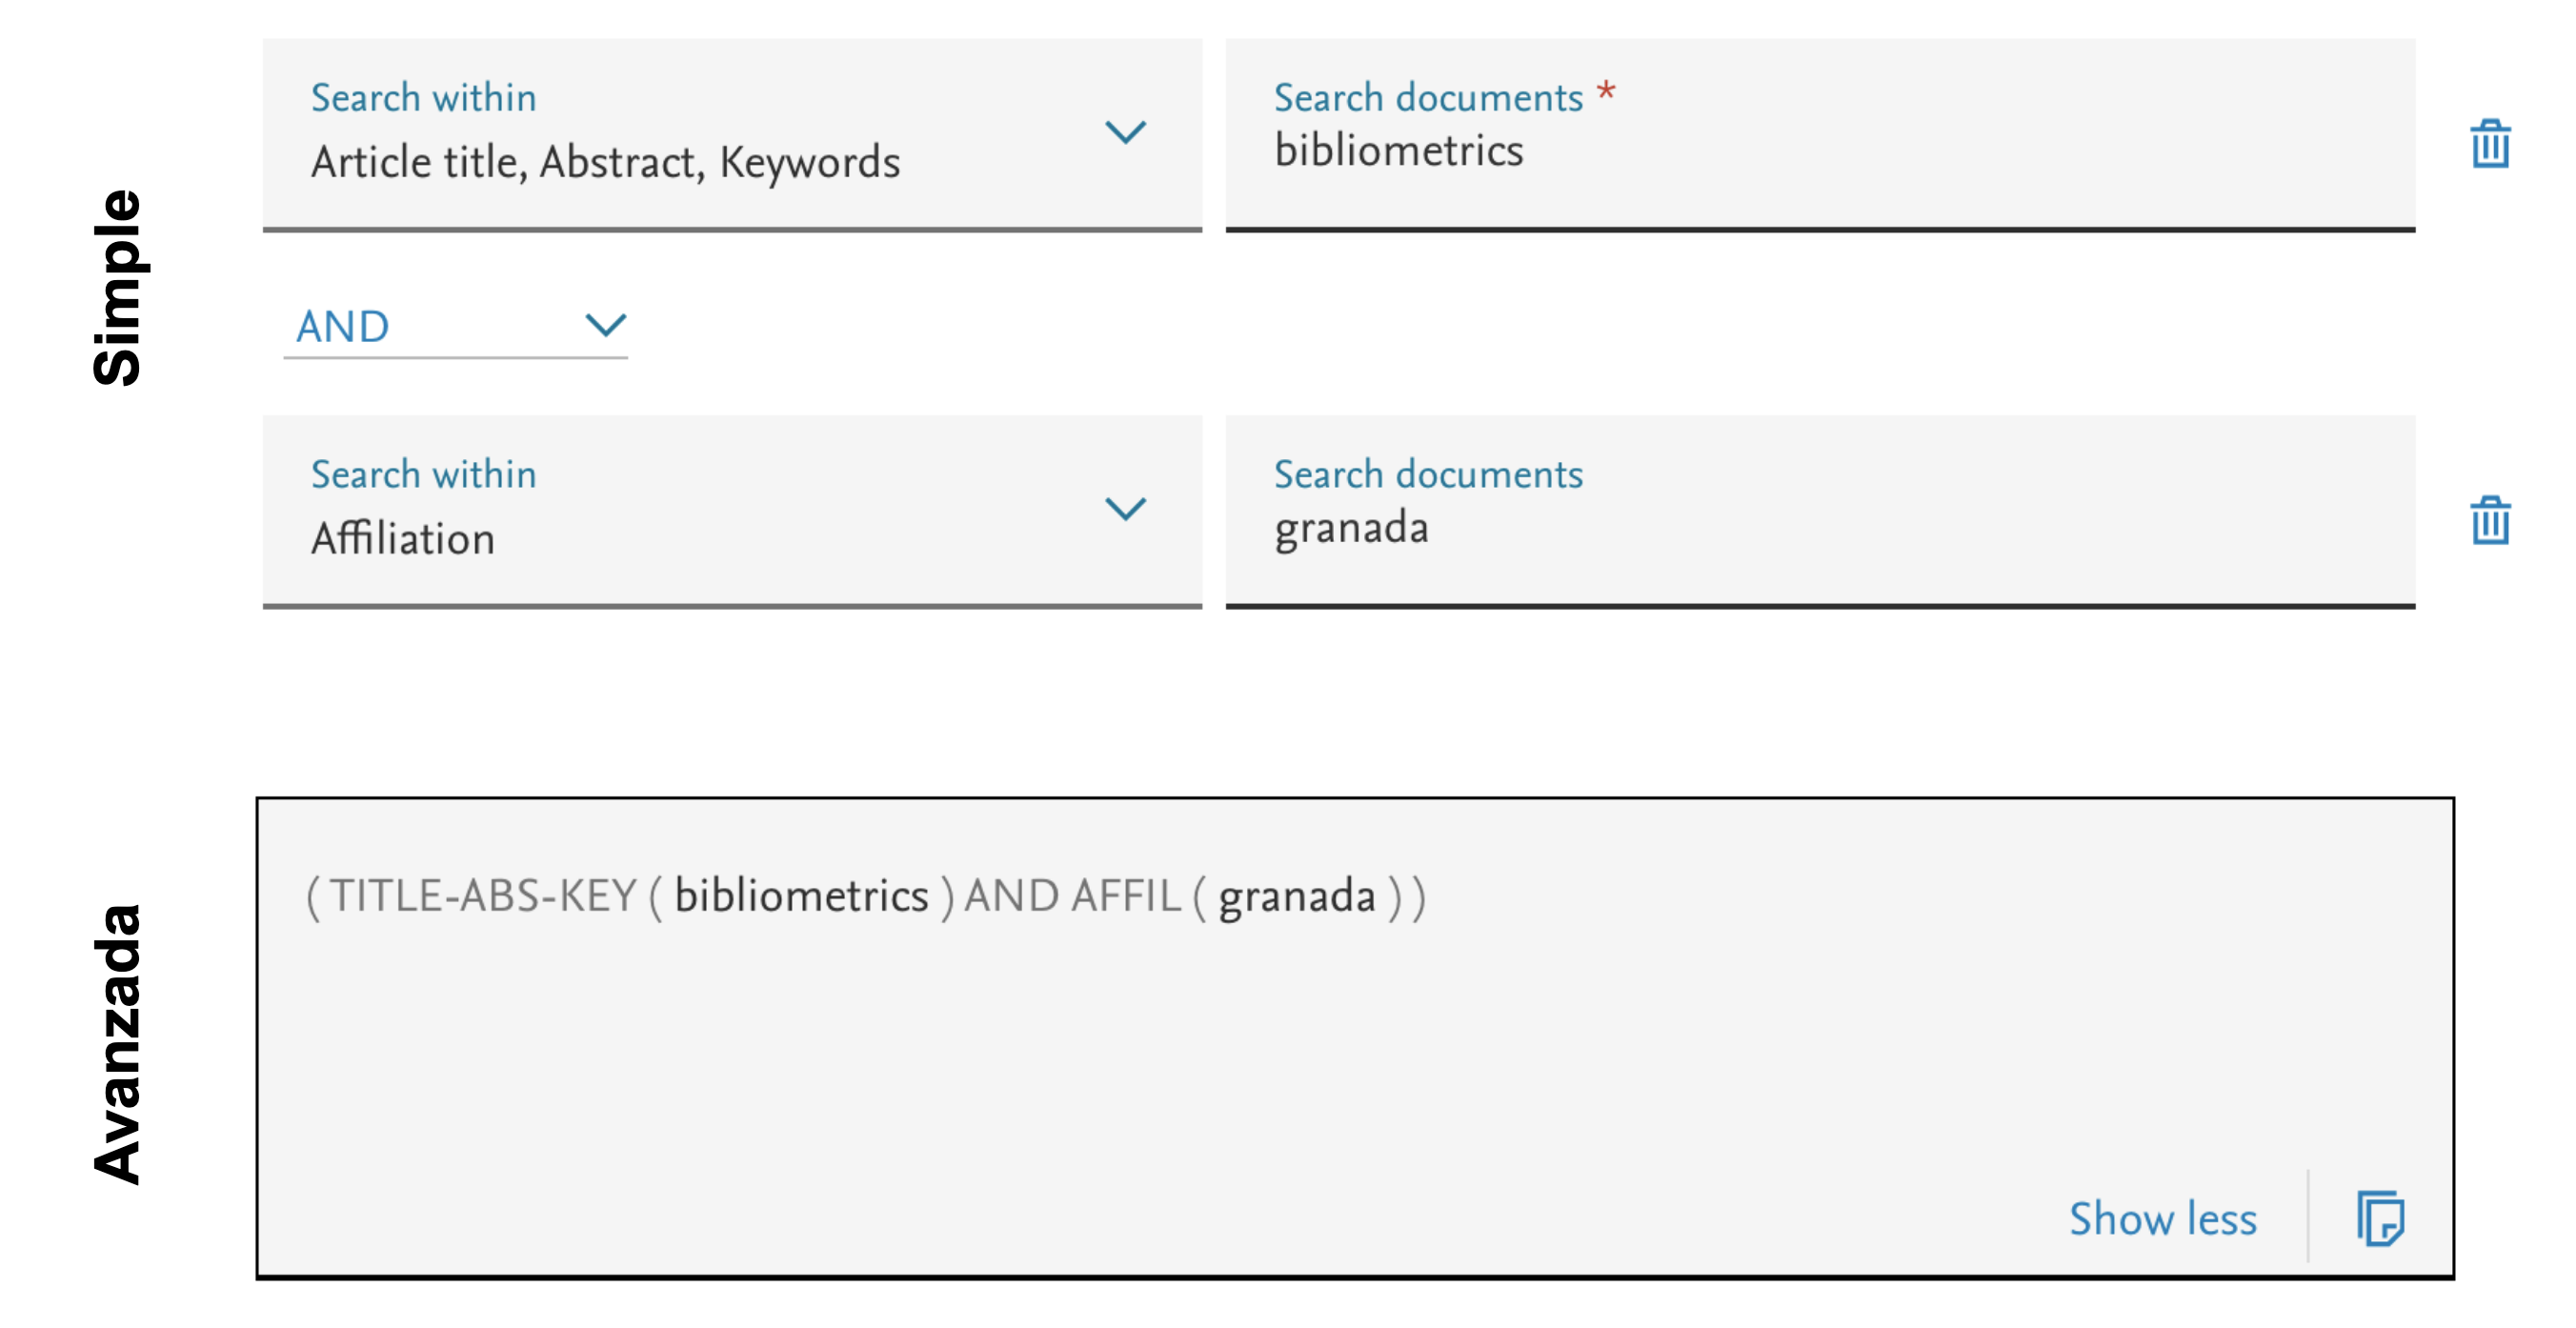 Simple
Search within
Article title, Abstract, Keywords
Search documents *
bibliometrics
AND
Search within
Affiliation
Search documents
granada
Avanzada
( TITLE-ABS-KEY ( bibliometrics ) AND AFFIL ( granada ) )
Show less